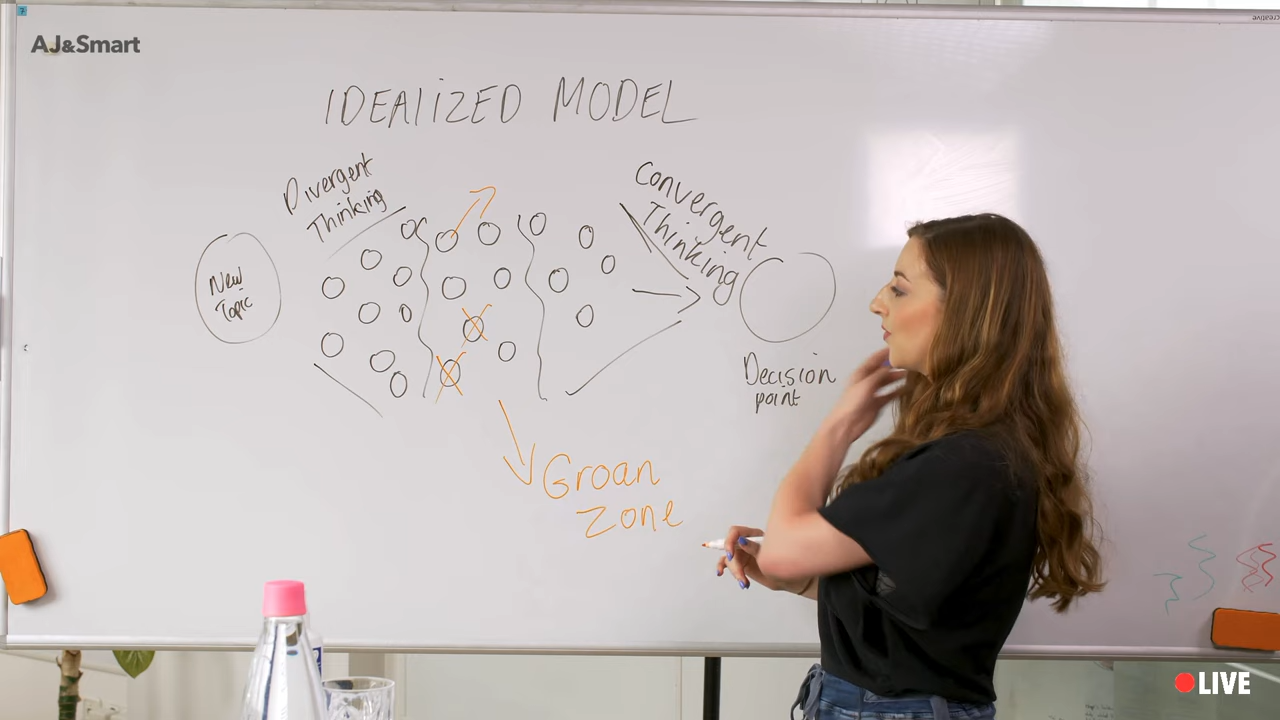 AJ&Smart
IDEALIZED MODEL
Divergent
Thinking
Convergent
Thinking
New
Topic
Decision
point
Groan
Zone
LIVE